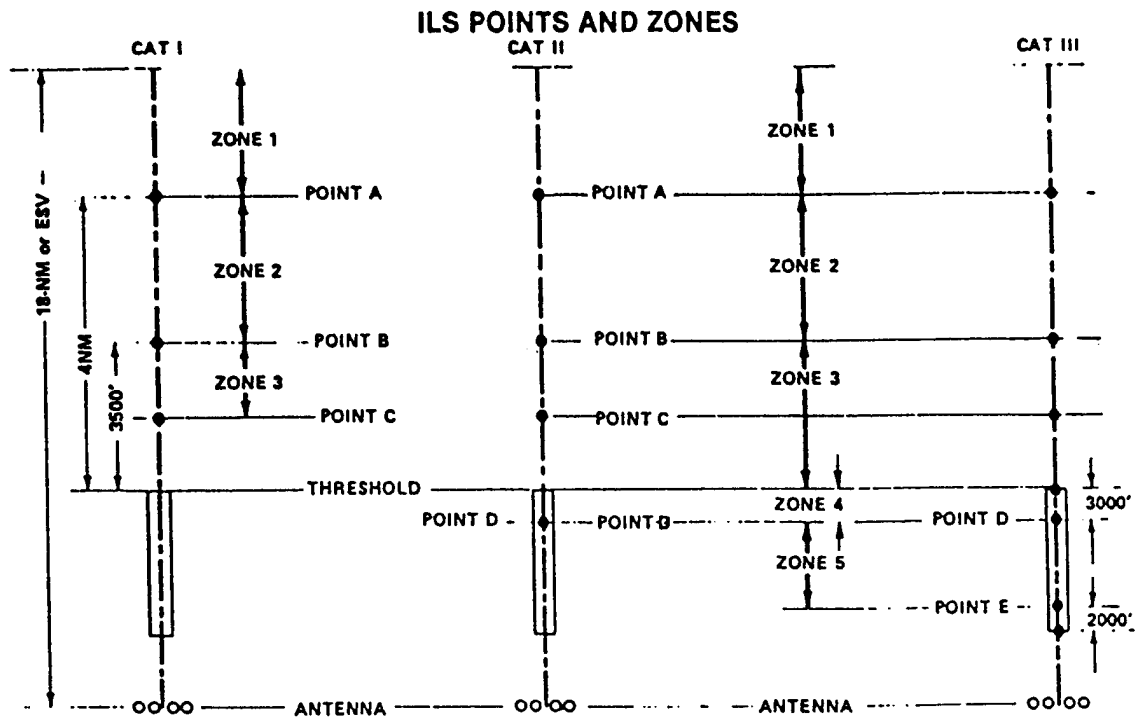 ILS POINTS AND ZONES
CAT I
CAT II
CAT III
18-NM or ESV
ZONE 1
ZONE 1
POINT A
POINT A
4NM
ZONE 2
ZONE 2
POINT B
POINT B
3500'
ZONE 3
ZONE 3
POINT C
POINT C
THRESHOLD
ZONE 4
3000'
POINT D
POINT D
POINT D
ZONE 5
POINT E
2000'
ANTENNA
ANTENNA